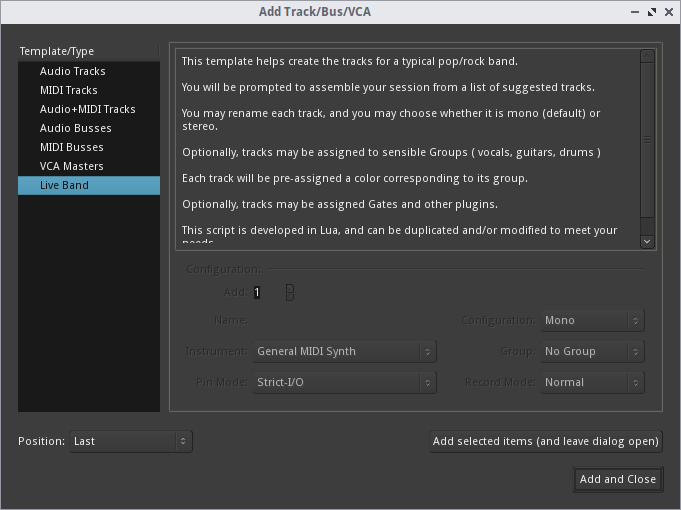 Add Track/Bus/VCA
Template/Type
Audio Tracks
MIDI Tracks
Audio+MIDI Tracks
Audio Busses
MIDI Busses
VCA Masters
Live Band
This template helps create the tracks for a typical pop/rock band.
You will be prompted to assemble your session from a list of suggested tracks.
You may rename each track, and you may choose whether it is mono (default) or
stereo.
Optionally, tracks may be assigned to sensible Groups ( vocals, guitars, drums )
Each track will be pre-assigned a color corresponding to its group.
Optionally, tracks may be assigned Gates and other plugins.
This script is developed in Lua, and can be duplicated and/or modified to meet your
needs.
Configuration:
Add: 1
Name: Configuration: Mono
Instrument: General MIDI Synth Group: No Group
Pin Mode: Strict-I/O Record Mode: Normal
Position: Last Add selected items (and leave dialog open)
Add and Close